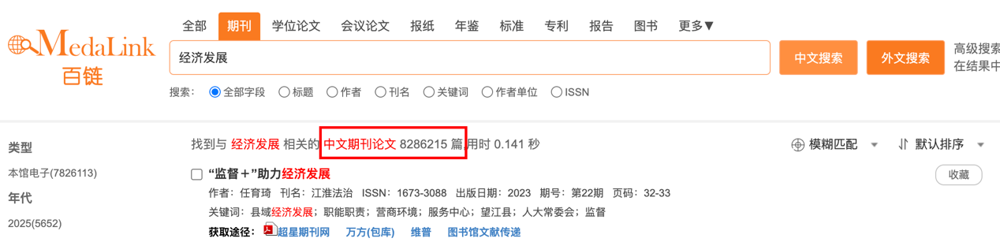 全部 期刊 学位论文 会议论文 报纸 年鉴 标准 专利 报告 图书 更多▼
MedaLink
百链
经济发展
中文搜索 外文搜索
高级搜索
在结果中
搜索： 全部字段 标题 作者 刊名 关键词 作者单位 ISSN
类型
本馆电子(7826113)
年代
2025(5652)
找到与 经济发展 相关的 中文期刊论文 8286215 篇,用时 0.141 秒
模糊匹配 默认排序
“监督＋”助力经济发展
收藏
作者：任育琦 刊名：江淮法治 ISSN：1673-3088 出版日期：2023 期号：第22期 页码：32-33
关键词：县域经济发展；职能职责；营商环境；服务中心；望江县；人大常委会；监督
获取途径： 超星期刊网 万方(包库) 维普 图书馆文献传递